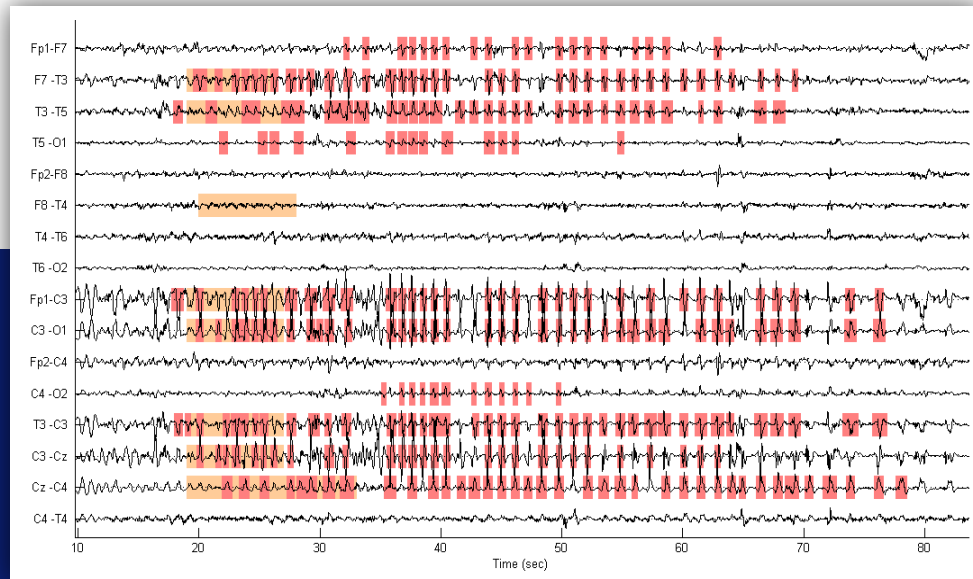 Fp1-F7
F7 -T3
T3 -T5
T5 -O1
Fp2-F8
F8 -T4
T4 -T6
T6 -O2
Fp1-C3
C3 -O1
Fp2-C4
C4 -O2
T3 -C3
C3 -Cz
Cz -C4
C4 -T4
10 20 30 40 50 60 70 80
Time (sec)